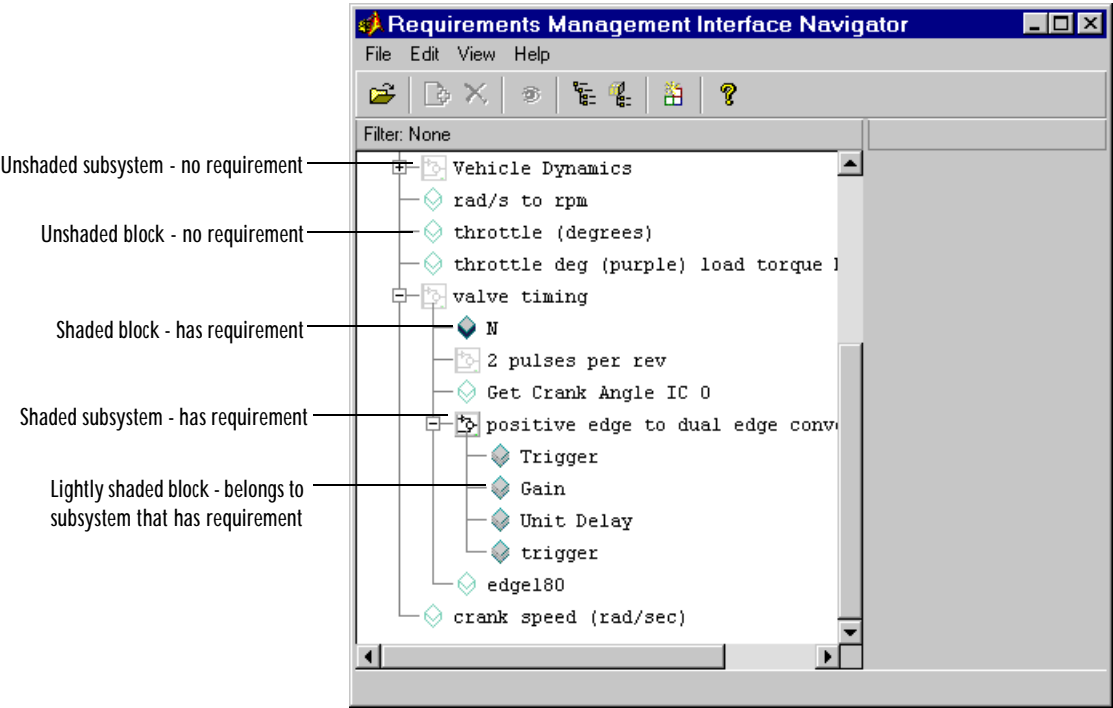 Requirements Management Interface Navigator
File Edit View Help
Filter: None
Unshaded subsystem - no requirement
Vehicle Dynamics
rad/s to rpm
Unshaded block - no requirement
throttle (degrees)
throttle deg (purple) load torque
valve timing
Shaded block - has requirement
N
2 pulses per rev
Get Crank Angle IC 0
Shaded subsystem - has requirement
positive edge to dual edge conv
Trigger
Lightly shaded block - belongs to
subsystem that has requirement
Gain
Unit Delay
trigger
edge180
crank speed (rad/sec)